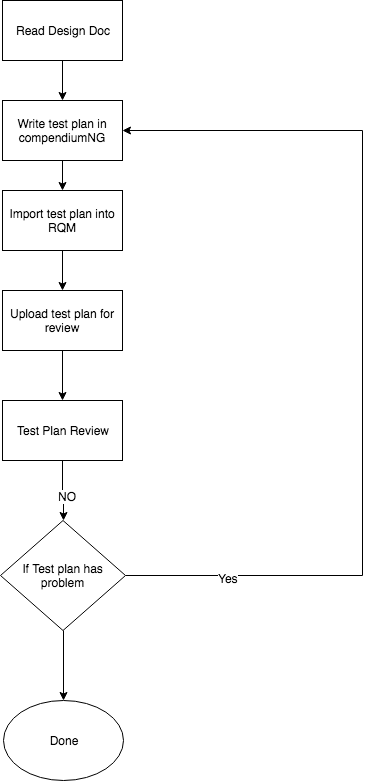 Read Design Doc
Write test plan in
compendiumNG
Import test plan into
RQM
Upload test plan for
review
Test Plan Review
NO
If Test plan has
problem
Yes
Done